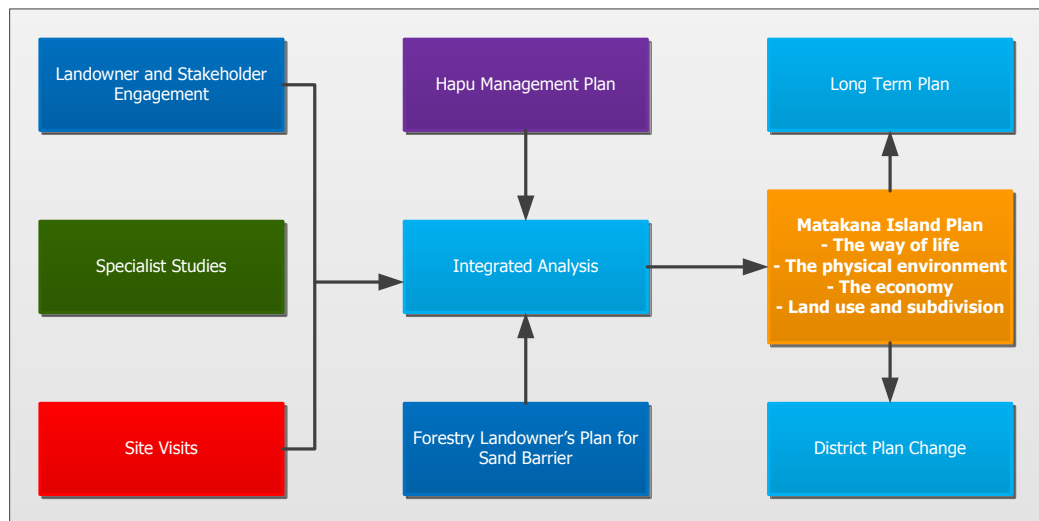 Landowner and Stakeholder
Engagement
Hapu Management Plan
Long Term Plan
Specialist Studies
Integrated Analysis
Matakana Island Plan
- The way of life
- The physical environment
- The economy
- Land use and subdivision
Site Visits
Forestry Landowner's Plan for
Sand Barrier
District Plan Change